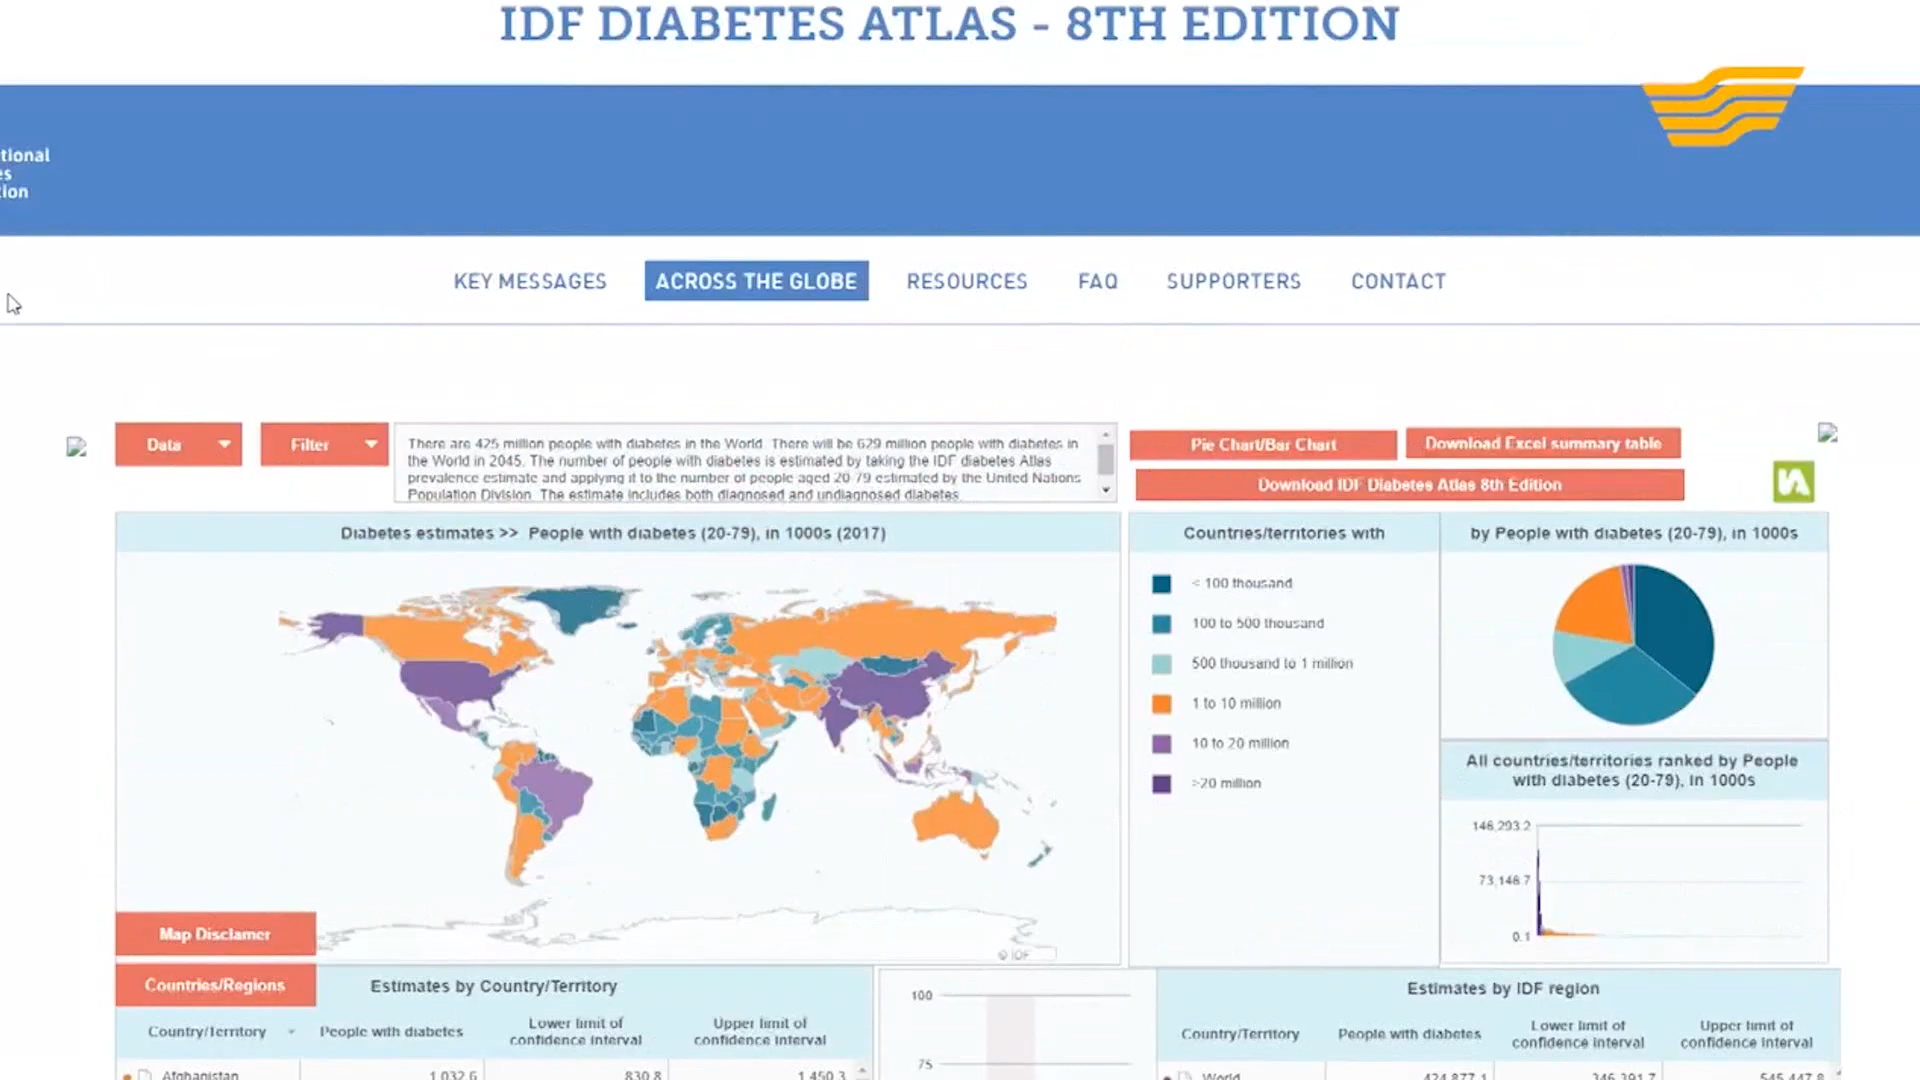 IDF DIABETES ATLAS - 8TH EDITION
tional
es
tion
KEY MESSAGES
ACROSS THE GLOBE
RESOURCES
FAQ
SUPPORTERS
CONTACT
Data
Filter
There are 425 million people with diabetes in the World. There will be 629 million people with diabetes in
the World in 2045. The number of people with diabetes is estimated by taking the IDF diabetes Atlas
prevalence estimate and applying it to the number of people aged 20-79 estimated by the United Nations
Population Division. The estimate includes both diagnosed and undiagnosed diabetes.
Pie Chart/Bar Chart
Download Excel summary table
Download IDF Diabetes Atlas 8th Edition
Diabetes estimates >> People with diabetes (20-79), in 1000s (2017)
© IDF
Map Disclamer
Countries/territories with
< 100 thousand
100 to 500 thousand
500 thousand to 1 million
1 to 10 million
10 to 20 million
>20 million
by People with diabetes (20-79), in 1000s
All countries/territories ranked by People
with diabetes (20-79), in 1000s
146,293.2
73,146.7
0.1
Countries/Regions
Estimates by Country/Territory
Country/Territory
People with diabetes
Lower limit of
confidence interval
Upper limit of
confidence interval
Afghanistan
1,032.6
830.8
1,450.3
100
75
Estimates by IDF region
Country/Territory
People with diabetes
Lower limit of
confidence interval
Upper limit of
confidence interval
World
424,877.1
346,391.7
545,447.8